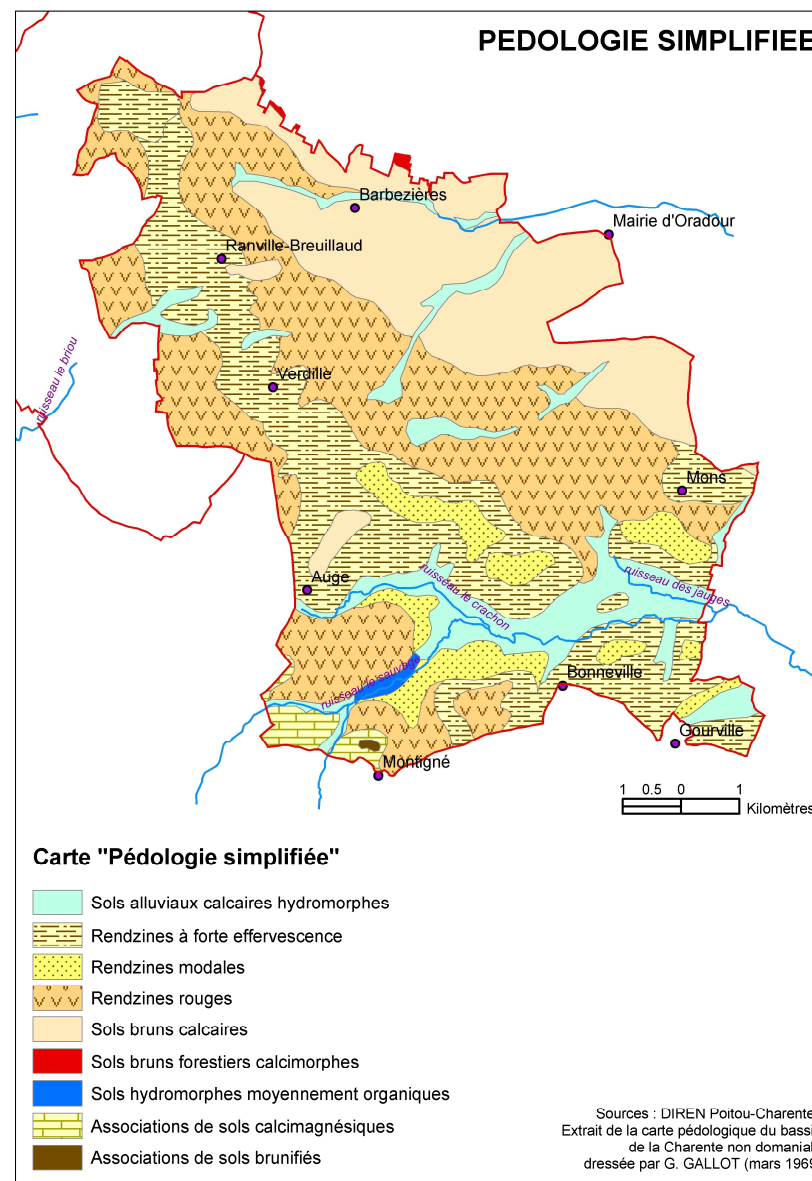 PEDOLOGIE SIMPLIFIEE
Barbezières
Mairie d'Oradour
Ranville-Breuillaud
ruisseau le briou
Verdille
Mons
Auge
ruisseau le crachon
ruisseau des jauges
ruisseau le sauvage
Bonneville
Gourville
Montigné
1 0.5 0 1
Kilomètres
Carte "Pédologie simplifiée"
Sols alluviaux calcaires hydromorphes
Rendzines à forte effervescence
Rendzines modales
Rendzines rouges
Sols bruns calcaires
Sols bruns forestiers calcimorphes
Sols hydromorphes moyennement organiques
Associations de sols calcimagnésiques
Associations de sols brunifiés
Sources : DIREN Poitou-Charente
Extrait de la carte pédologique du bassi
de la Charente non domanial
dressée par G. GALLOT (mars 1969